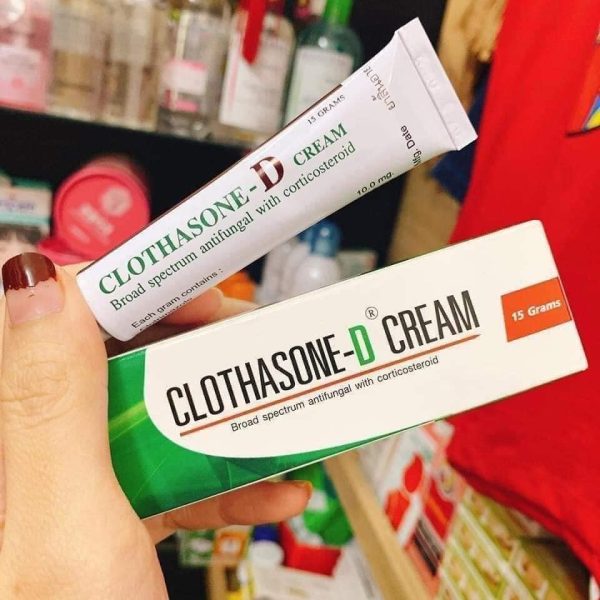 15 GRAMS
CLOTHASONE-D CREAM
Broad spectrum antifungal with corticosteroid
Each gram contains :
10.0 mg.
Mfg. Date
CLOTHASONE-D® CREAM
Broad spectrum antifungal with corticosteroid
15 Grams